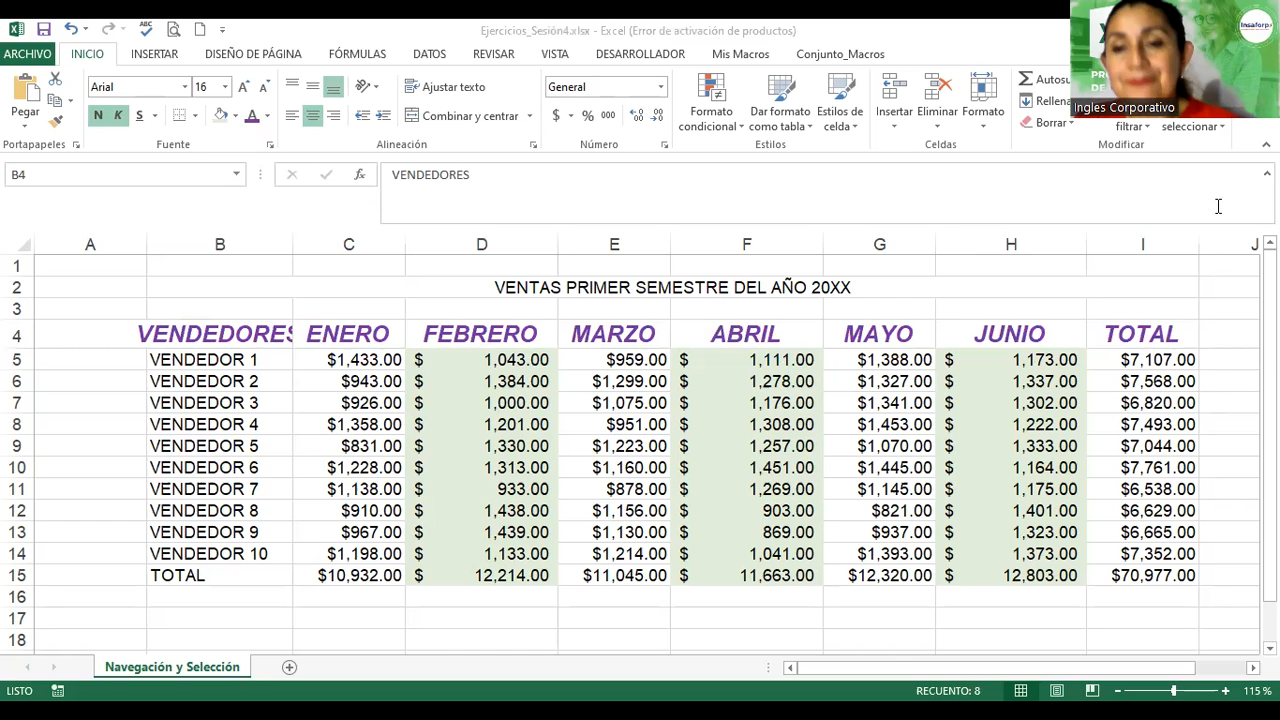 Ejercicios_Sesión4.xlsx - Excel (Error de activación de productos)
ARCHIVO INICIO INSERTAR DISEÑO DE PÁGINA FÓRMULAS DATOS REVISAR VISTA DESARROLLADOR Mis Macros Conjunto_Macros
Insaforp
Ingles Corporativo
Pegar
Arial 16
N K S
Ajustar texto
Combinar y centrar
General
$ % 000
Formato condicional
Dar formato como tabla
Estilos de celda
Insertar
Eliminar
Formato
Autosu
Rellena
Borrar
filtrar
seleccionar
Portapapeles Fuente Alineación Número Estilos Celdas Modificar
B4 fx VENDEDORES
A B C D E F G H I J
1
2 VENTAS PRIMER SEMESTRE DEL AÑO 20XX
3
4 VENDEDORES ENERO FEBRERO MARZO ABRIL MAYO JUNIO TOTAL
5 VENDEDOR 1 $1,433.00 $ 1,043.00 $959.00 $ 1,111.00 $1,388.00 $ 1,173.00 $7,107.00
6 VENDEDOR 2 $943.00 $ 1,384.00 $1,299.00 $ 1,278.00 $1,327.00 $ 1,337.00 $7,568.00
7 VENDEDOR 3 $926.00 $ 1,000.00 $1,075.00 $ 1,176.00 $1,341.00 $ 1,302.00 $6,820.00
8 VENDEDOR 4 $1,358.00 $ 1,201.00 $951.00 $ 1,308.00 $1,453.00 $ 1,222.00 $7,493.00
9 VENDEDOR 5 $831.00 $ 1,330.00 $1,223.00 $ 1,257.00 $1,070.00 $ 1,333.00 $7,044.00
10 VENDEDOR 6 $1,228.00 $ 1,313.00 $1,160.00 $ 1,451.00 $1,445.00 $ 1,164.00 $7,761.00
11 VENDEDOR 7 $1,138.00 $ 933.00 $878.00 $ 1,269.00 $1,145.00 $ 1,175.00 $6,538.00
12 VENDEDOR 8 $910.00 $ 1,438.00 $1,156.00 $ 903.00 $821.00 $ 1,401.00 $6,629.00
13 VENDEDOR 9 $967.00 $ 1,439.00 $1,130.00 $ 869.00 $937.00 $ 1,323.00 $6,665.00
14 VENDEDOR 10 $1,198.00 $ 1,133.00 $1,214.00 $ 1,041.00 $1,393.00 $ 1,373.00 $7,352.00
15 TOTAL $10,932.00 $ 12,214.00 $11,045.00 $ 11,663.00 $12,320.00 $ 12,803.00 $70,977.00
16
17
18
Navegación y Selección
LISTO RECUENTO: 8 115 %